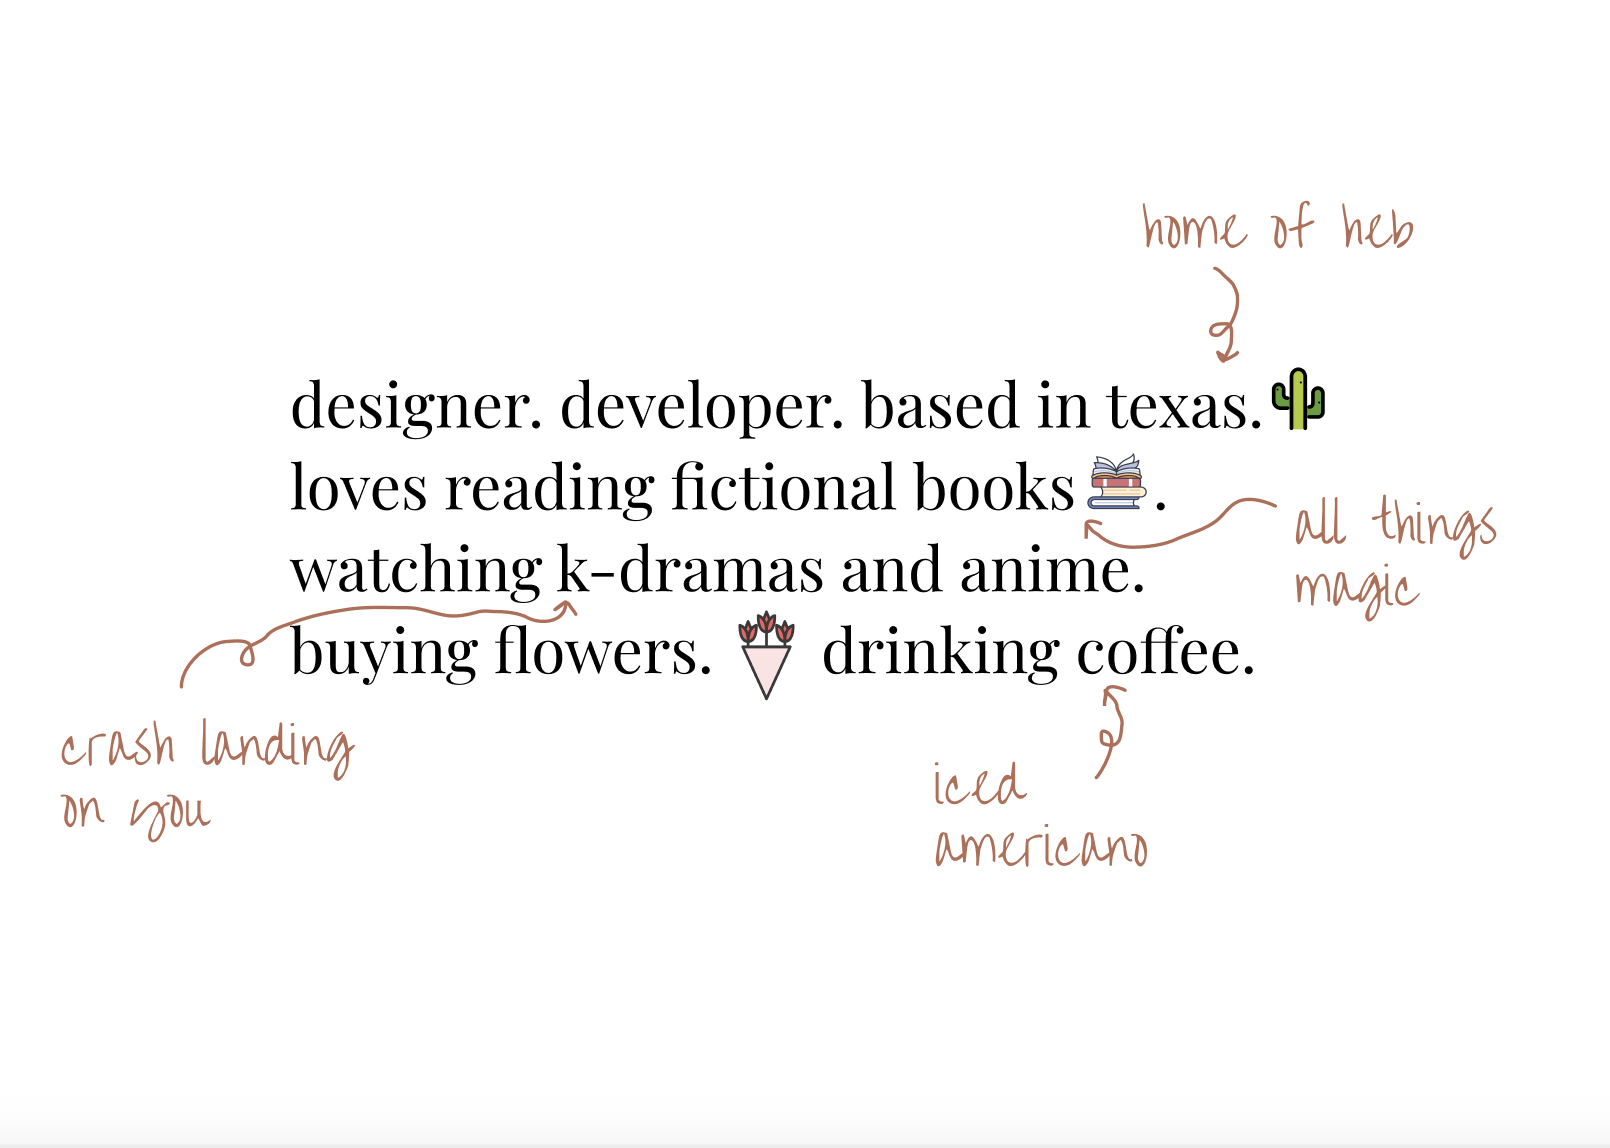 home of heb
designer. developer. based in texas.
loves reading fictional books .
all things
magic
watching k-dramas and anime.
buying flowers. drinking coffee.
crash landing
on you
iced
americano